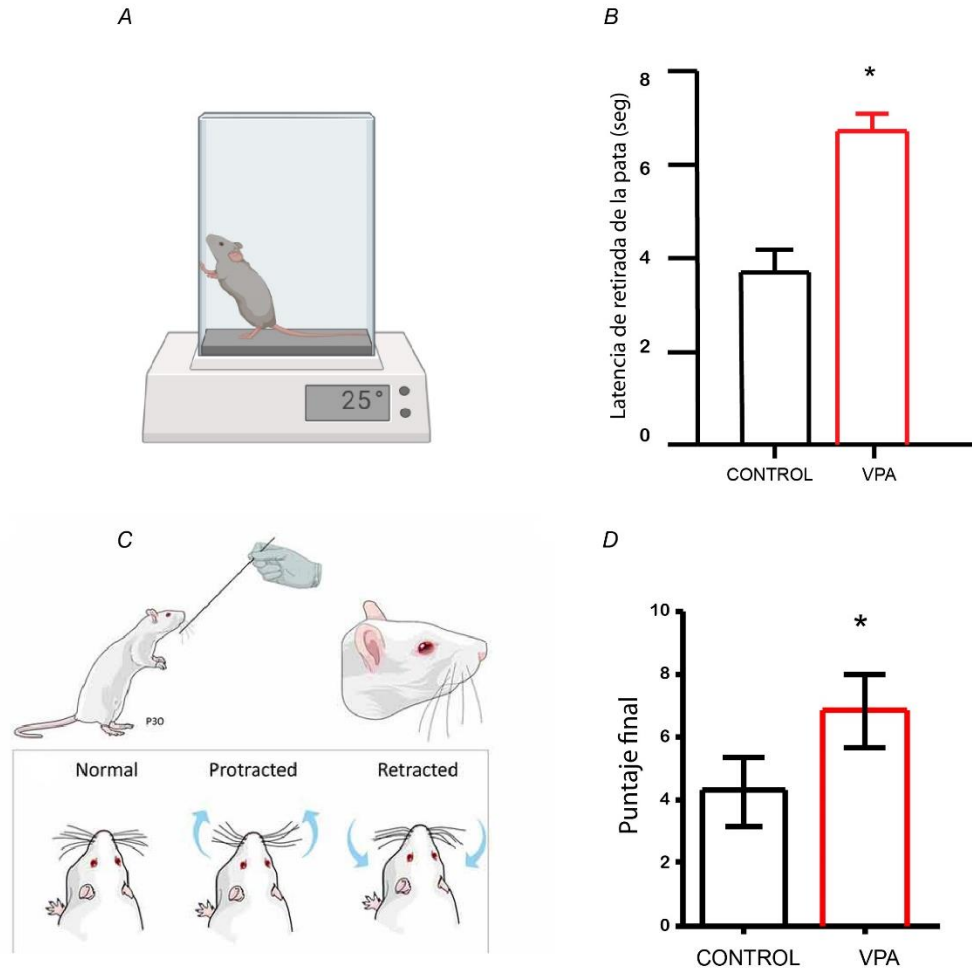 A
25°
B
Latencia de retirada de la pata (seg)
8
6
4
2
0
*
CONTROL
VPA
C
P30
Normal
Protracted
Retracted
D
Puntaje final
10
8
6
4
2
0
*
CONTROL
VPA